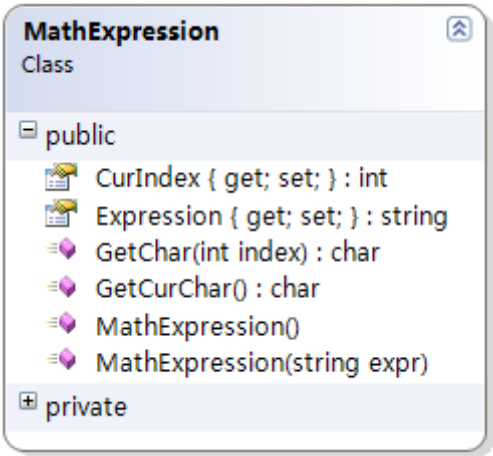 MathExpression
Class
public
CurIndex { get; set; } : int
Expression { get; set; } : string
GetChar(int index) : char
GetCurChar() : char
MathExpression()
MathExpression(string expr)
private